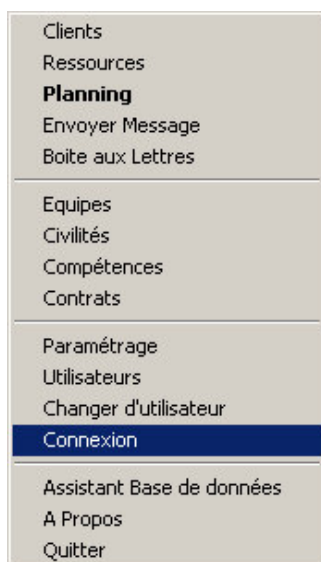 Clients
Ressources
Planning
Envoyer Message
Boite aux Lettres
Equipes
Civilités
Compétences
Contrats
Paramétrage
Utilisateurs
Changer d'utilisateur
Connexion
Assistant Base de données
A Propos
Quitter